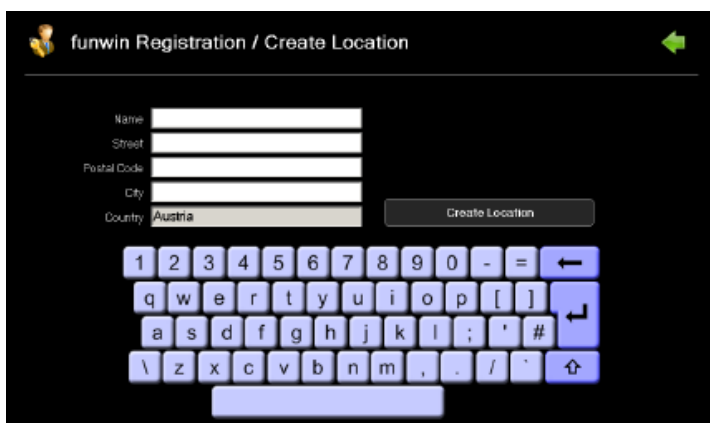 funwin Registration / Create Location
Name
Street
Postal Code
City
Country Austria
Create Location
1 2 3 4 5 6 7 8 9 0 - =
q w e r t y u i o p [ ]
a s d f g h j k l ; ' #
\ z x c v b n m , . / `